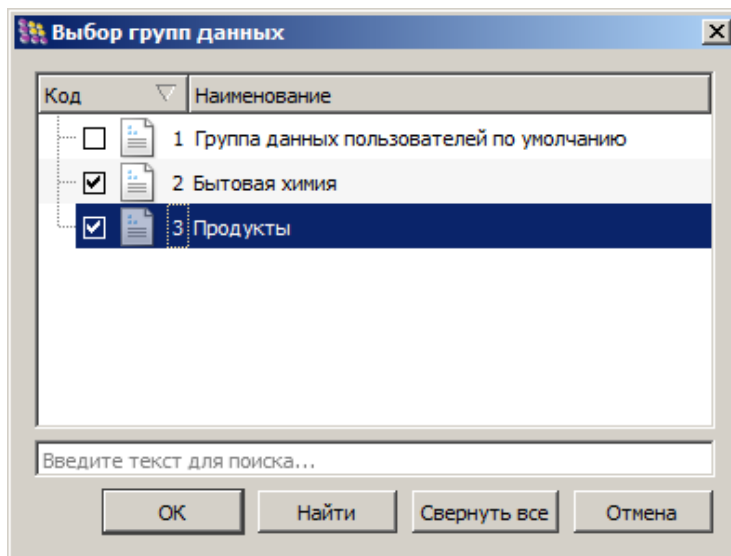 Выбор групп данных
Код Наименование
1 Группа данных пользователей по умолчанию
2 Бытовая химия
3 Продукты
Введите текст для поиска...
ОК Найти Свернуть все Отмена